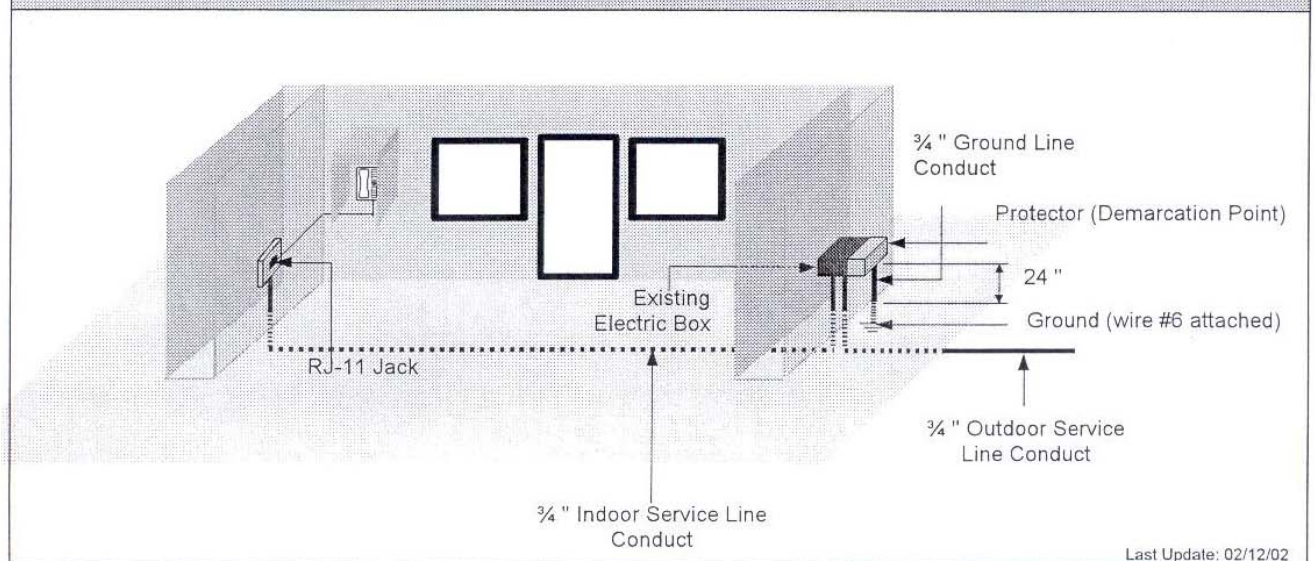 ¾ " Ground Line
Conduct
Protector (Demarcation Point)
24 "
Existing
Electric Box
Ground (wire #6 attached)
RJ-11 Jack
¾ " Outdoor Service
Line Conduct
¾ " Indoor Service Line
Conduct
Last Update: 02/12/02